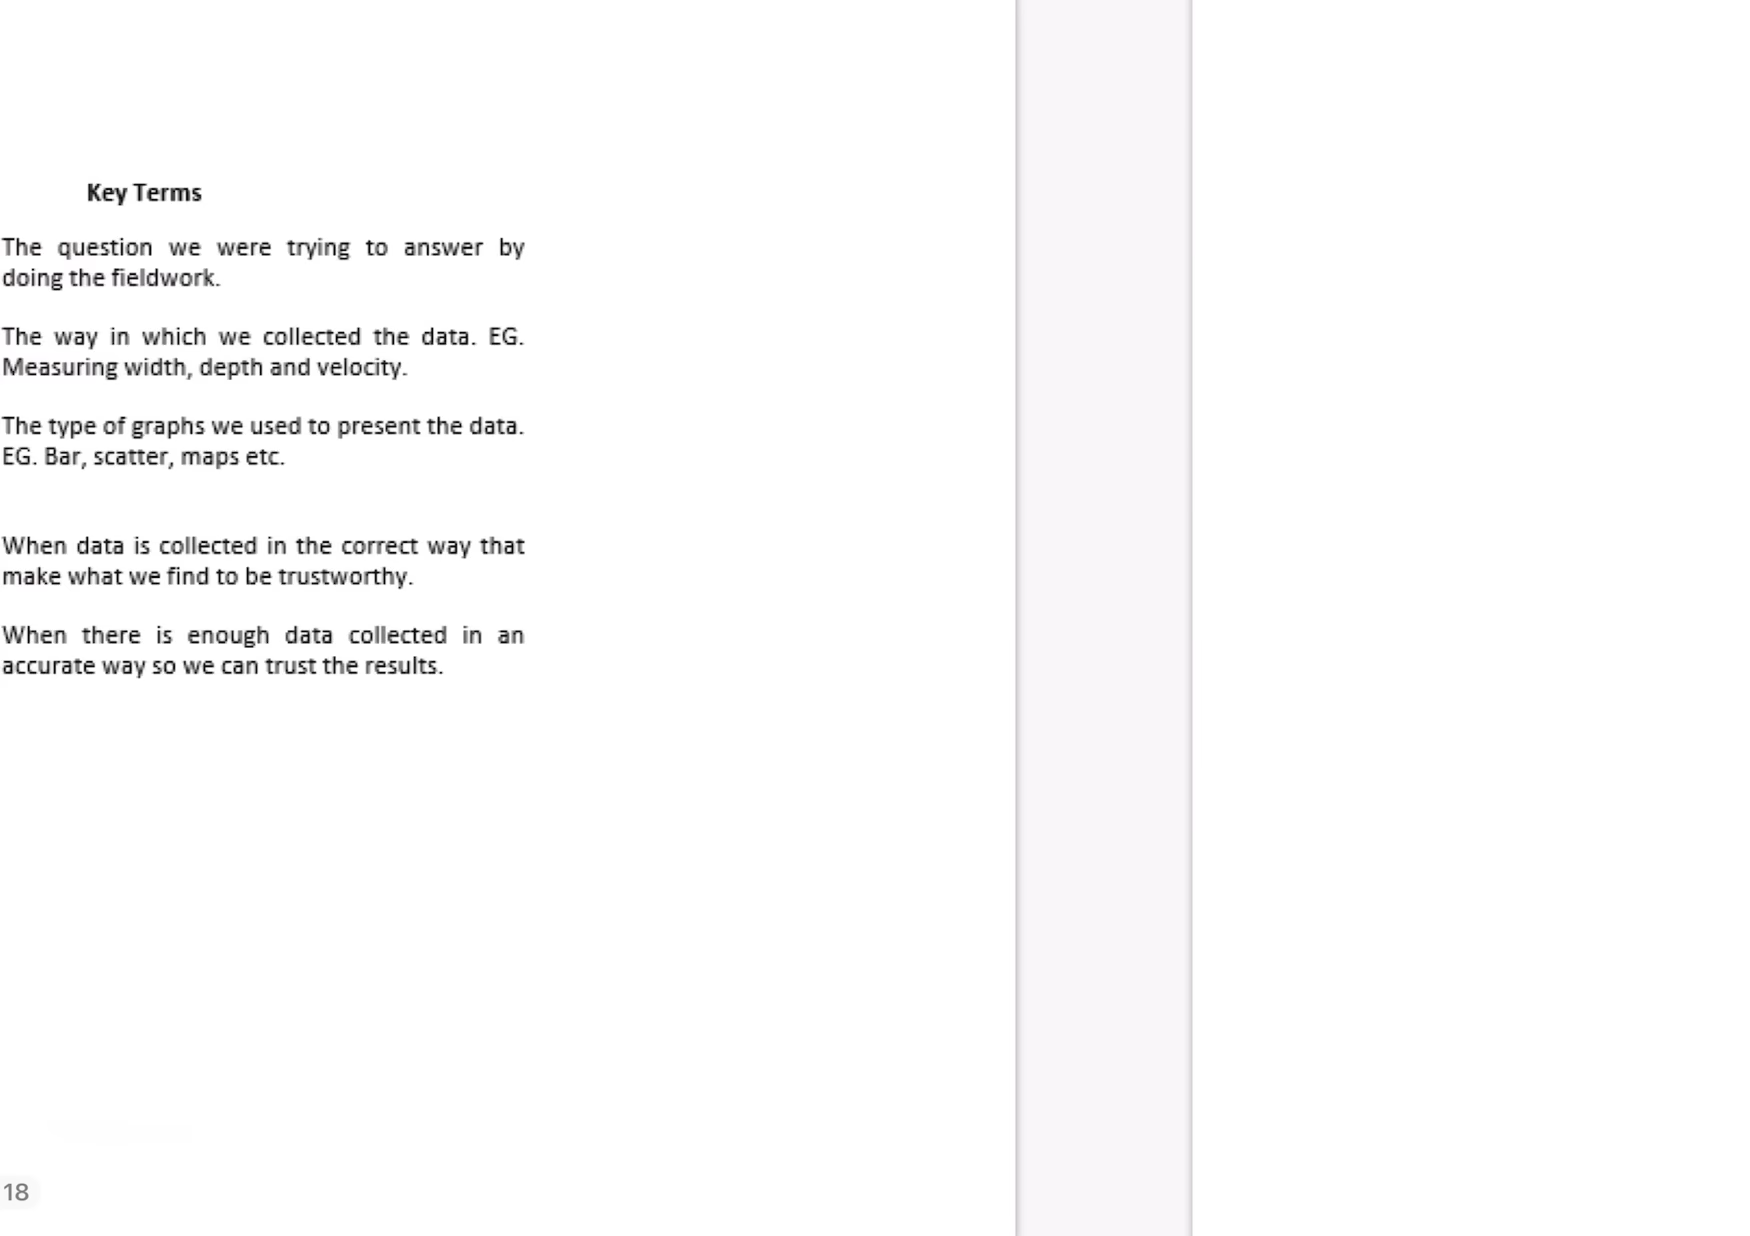 Key Terms
The question we were trying to answer by
doing the fieldwork.
The way in which we collected the data. EG.
Measuring width, depth and velocity.
The type of graphs we used to present the data.
EG. Bar, scatter, maps etc.
When data is collected in the correct way that
make what we find to be trustworthy.
When there is enough data collected in an
accurate way so we can trust the results.
18